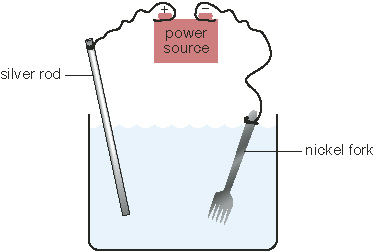 + −
power
source
silver rod
nickel fork